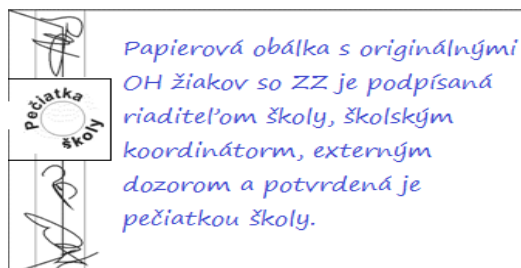 Pečiatka
školy
Papierová obálka s originálnymi
OH žiakov so ZZ je podpísaná
riaditeľom školy, školským
koordinátorm, externým
dozorom a potvrdená je
pečiatkou školy.